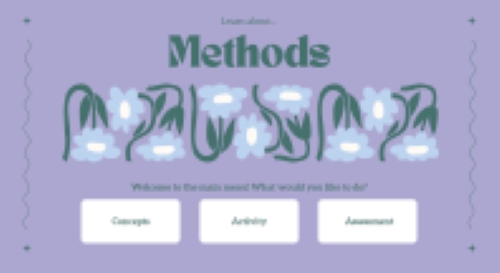 Learn about...
Methods
Welcome to the main menu! What would you like to do?
Concepts
Activity
Assessment